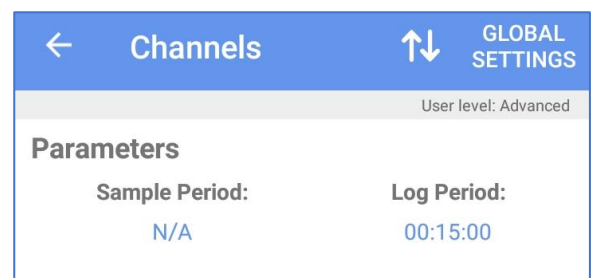 ← Channels ↑↓ GLOBAL SETTINGS
User level: Advanced
Parameters
Sample Period: Log Period:
N/A 00:15:00